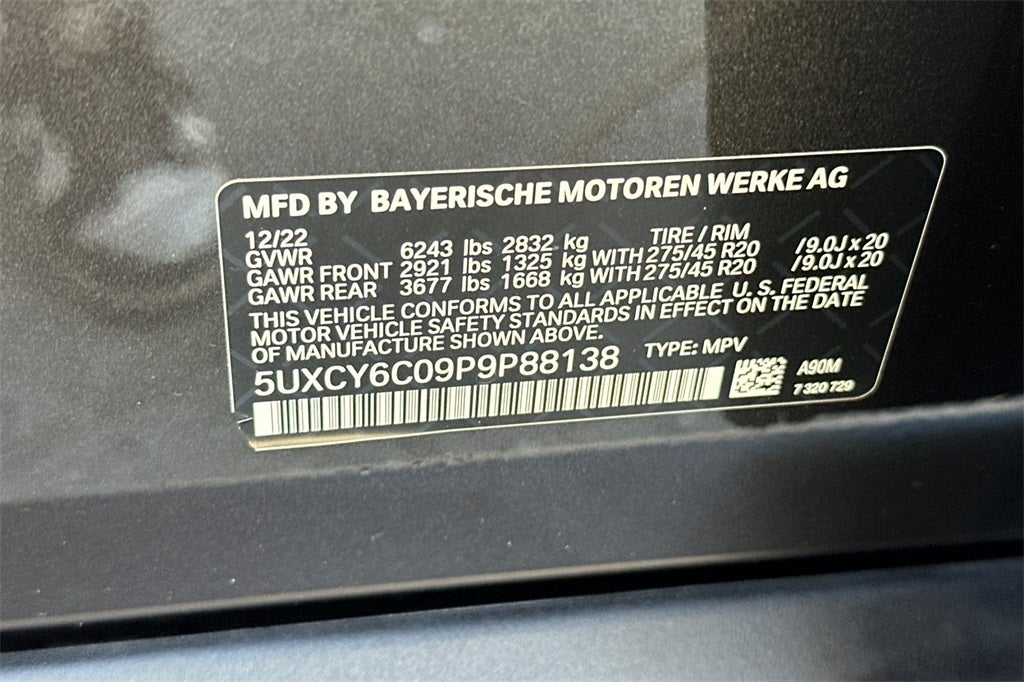 MFD BY BAYERISCHE MOTOREN WERKE AG
12/22 TIRE / RIM
GVWR 6243 lbs 2832 kg
GAWR FRONT 2921 lbs 1325 kg WITH 275/45 R20 /9.0J x 20
GAWR REAR 3677 lbs 1668 kg WITH 275/45 R20 /9.0J x 20
THIS VEHICLE CONFORMS TO ALL APPLICABLE U. S. FEDERAL
MOTOR VEHICLE SAFETY STANDARDS IN EFFECT ON THE DATE
OF MANUFACTURE SHOWN ABOVE.
5UXCY6C09P9P88138 TYPE: MPV
A90M
7 320 729